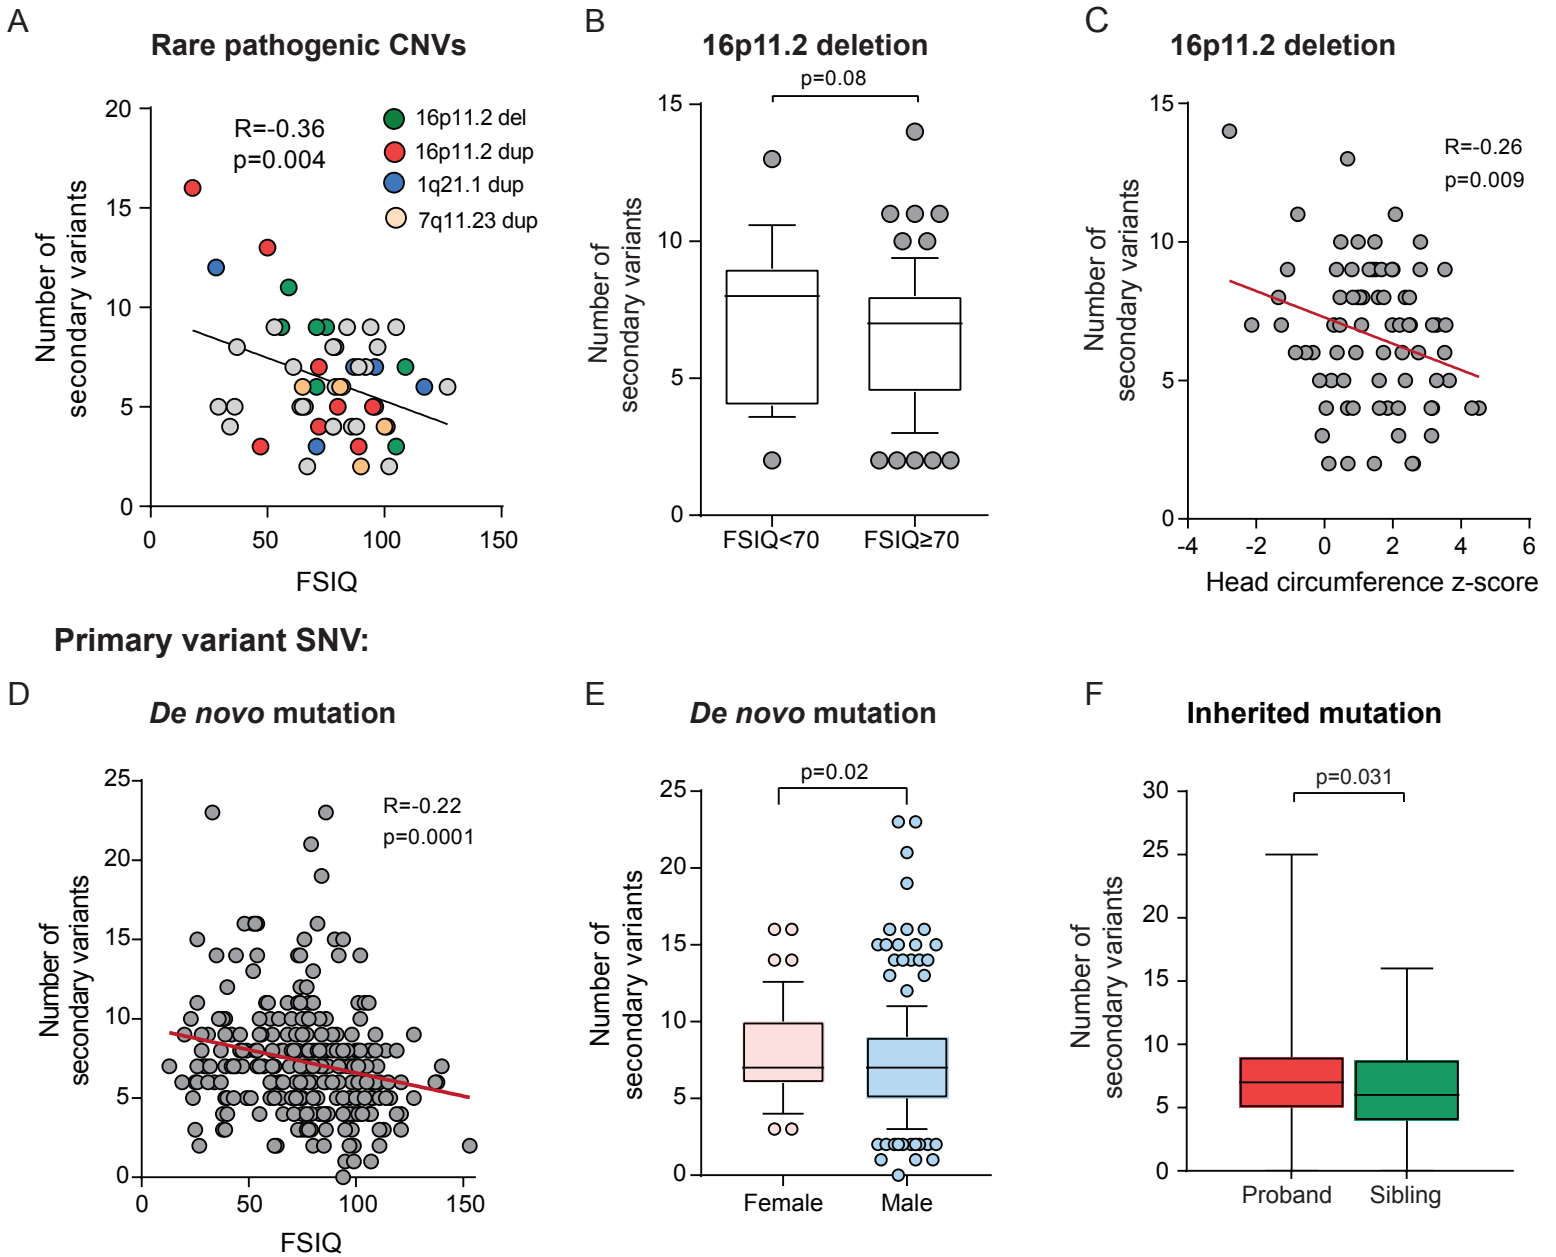 A
Rare pathogenic CNVs
R=-0.36
p=0.004
16p11.2 del
16p11.2 dup
1q21.1 dup
7q11.23 dup
Number of
secondary variants
20
15
10
5
0
0 50 100 150
FSIQ
B
16p11.2 deletion
p=0.08
Number of
secondary variants
15
10
5
0
FSIQ<70 FSIQ≥70
C
16p11.2 deletion
R=-0.26
p=0.009
Number of
secondary variants
15
10
5
0
-4 -2 0 2 4 6
Head circumference z-score
Primary variant SNV:
D
De novo mutation
R=-0.22
p=0.0001
Number of
secondary variants
25
20
15
10
5
0
0 50 100 150
FSIQ
E
De novo mutation
p=0.02
Number of
secondary variants
25
20
15
10
5
0
Female Male
F
Inherited mutation
p=0.031
Number of
secondary variants
30
25
20
15
10
5
0
Proband Sibling